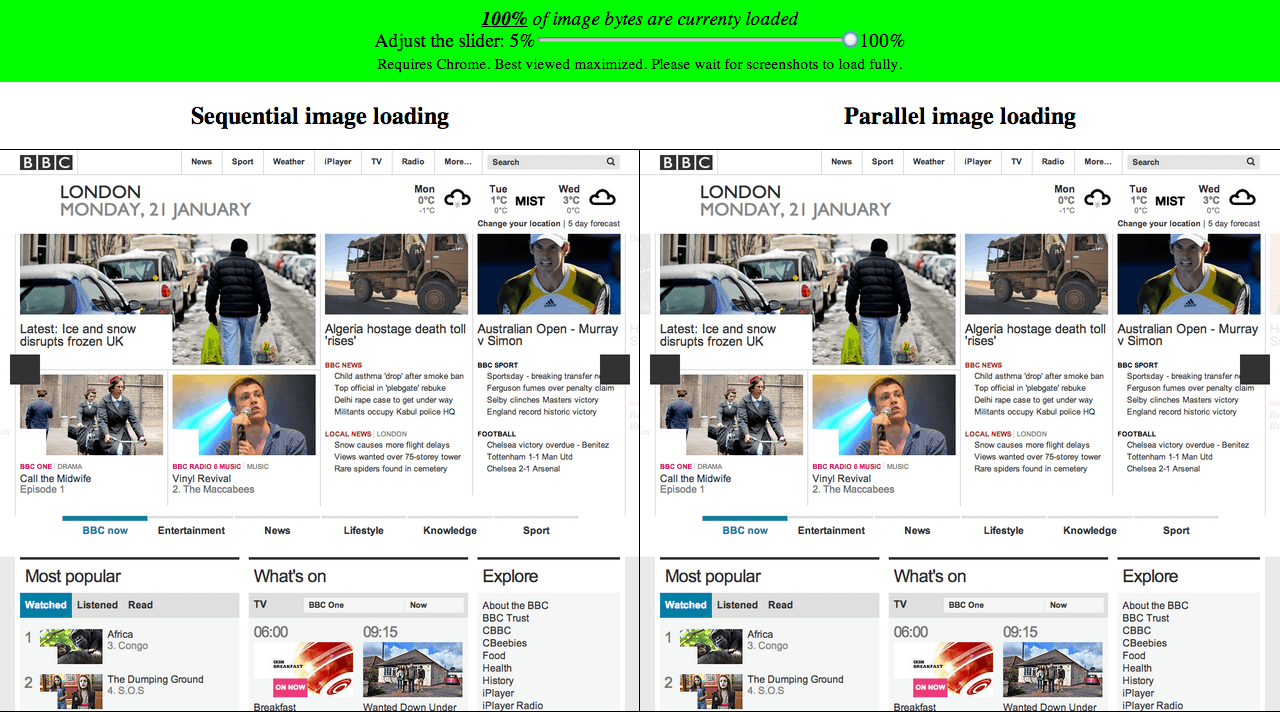 100% of image bytes are currenty loaded
Adjust the slider: 5% 100%
Requires Chrome. Best viewed maximized. Please wait for screenshots to load fully.
Sequential image loading
BBC News Sport Weather iPlayer TV Radio More... Search
LONDON
MONDAY, 21 JANUARY
Mon 0°C -1°C
Tue 1°C 0°C MIST
Wed 3°C 0°C
Change your location | 5 day forecast
Latest: Ice and snow
disrupts frozen UK
Algeria hostage death toll
'rises'
Australian Open - Murray
v Simon
BBC NEWS
Child asthma 'drop' after smoke ban
Top official in 'plebgate' rebuke
Delhi rape case to get under way
Militants occupy Kabul police HQ
LOCAL NEWS | LONDON
Snow causes more flight delays
Views wanted over 75-storey tower
Rare spiders found in cemetery
BBC SPORT
Sportsday - breaking transfer
Ferguson fumes over penalty claim
Selby clinches Masters victory
England record historic victory
FOOTBALL
Chelsea victory overdue - Benitez
Tottenham 1-1 Man Utd
Chelsea 2-1 Arsenal
BBC ONE | DRAMA
Call the Midwife
Episode 1
BBC RADIO 6 MUSIC | MUSIC
Vinyl Revival
2. The Maccabees
BBC now Entertainment News Lifestyle Knowledge Sport
Most popular
Watched Listened Read
1 Africa
3. Congo
2 The Dumping Ground
4. S.O.S
What's on
TV BBC One Now
06:00 09:15
BREAKFAST
ON NOW
Breakfast Wanted Down Under
Explore
About the BBC
BBC Trust
CBBC
CBeebies
Food
Health
History
iPlayer
iPlayer Radio
Parallel image loading
BBC News Sport Weather iPlayer TV Radio More... Search
LONDON
MONDAY, 21 JANUARY
Mon 0°C -1°C
Tue 1°C 0°C MIST
Wed 3°C 0°C
Change your location | 5 day forecast
Latest: Ice and snow
disrupts frozen UK
Algeria hostage death toll
'rises'
Australian Open - Murray
v Simon
BBC NEWS
Child asthma 'drop' after smoke ban
Top official in 'plebgate' rebuke
Delhi rape case to get under way
Militants occupy Kabul police HQ
LOCAL NEWS | LONDON
Snow causes more flight delays
Views wanted over 75-storey tower
Rare spiders found in cemetery
BBC SPORT
Sportsday - breaking transfer
Ferguson fumes over penalty claim
Selby clinches Masters victory
England record historic victory
FOOTBALL
Chelsea victory overdue - Benitez
Tottenham 1-1 Man Utd
Chelsea 2-1 Arsenal
BBC ONE | DRAMA
Call the Midwife
Episode 1
BBC RADIO 6 MUSIC | MUSIC
Vinyl Revival
2. The Maccabees
BBC now Entertainment News Lifestyle Knowledge Sport
Most popular
Watched Listened Read
1 Africa
3. Congo
2 The Dumping Ground
4. S.O.S
What's on
TV BBC One Now
06:00 09:15
BREAKFAST
ON NOW
Breakfast Wanted Down Under
Explore
About the BBC
BBC Trust
CBBC
CBeebies
Food
Health
History
iPlayer
iPlayer Radio